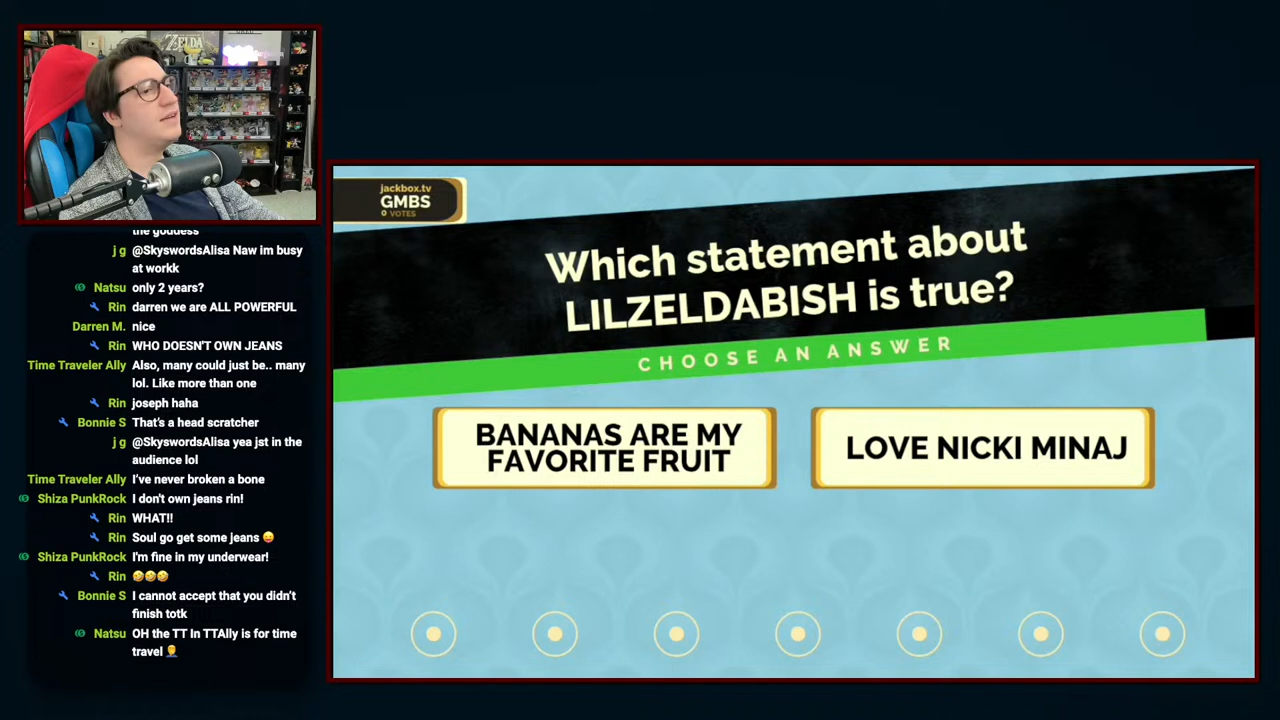 ZELDA
the goddess
j g @SkyswordsAlisa Naw im busy
at workk
Natsu only 2 years?
Rin darren we are ALL POWERFUL
Darren M. nice
Rin WHO DOESN'T OWN JEANS
Time Traveler Ally Also, many could just be.. many
lol. Like more than one
Rin joseph haha
Bonnie S That's a head scratcher
j g @SkyswordsAlisa yea jst in the
audience lol
Time Traveler Ally I've never broken a bone
Shiza PunkRock I don't own jeans rin!
Rin WHAT!!
Rin Soul go get some jeans 😜
Shiza PunkRock I'm fine in my underwear!
Rin 🤣🤣🤣
Bonnie S I cannot accept that you didn't
finish totk
Natsu OH the TT In TTAlly is for time
travel 🤦‍♂️
jackbox.tv
GMBS
0 VOTES
Which statement about
LILZELDABISH is true?
CHOOSE AN ANSWER
BANANAS ARE MY
FAVORITE FRUIT
LOVE NICKI MINAJ